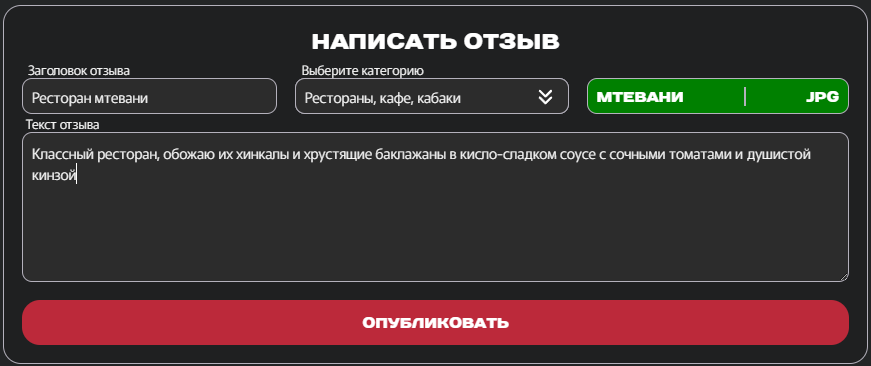 НАПИСАТЬ ОТЗЫВ
Заголовок отзыва
Выберите категорию
Ресторан мтевани
Рестораны, кафе, кабаки
МТЕВАНИ | JPG
Текст отзыва
Классный ресторан, обожаю их хинкалы и хрустящие баклажаны в кисло-сладком соусе с сочными томатами и душистой
кинзой
ОПУБЛИКОВАТЬ